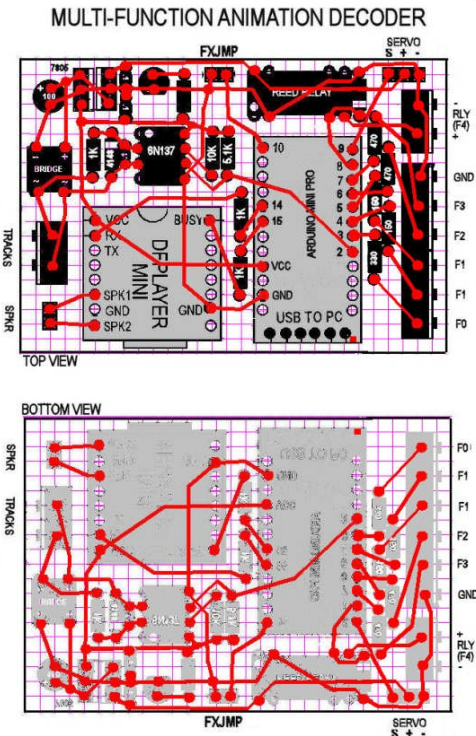 MULTI-FUNCTION ANIMATION DECODER
FXJMP
SERVO
S + -
7805
100
REED RELAY
-
RLY
(F4)
+
BRIDGE
1K
4148
6N137
10K
5.1K
10
9
8
7
6
5
4
3
2
14
15
VCC
GND
ARDUINO MINI PRO
USB TO PC
470
470
160
160
330
1K
1K
GND
F3
F2
F1
F1
F0
TRACKS
SPKR
VCC
RX
TX
BUSY
DFPLAYER
MINI
SPK1
GND
SPK2
GND
TOP VIEW
BOTTOM VIEW
SPKR
TRACKS
F0
F1
F1
F2
F3
GND
+
RLY
(F4)
-
FXJMP
SERVO
S + -